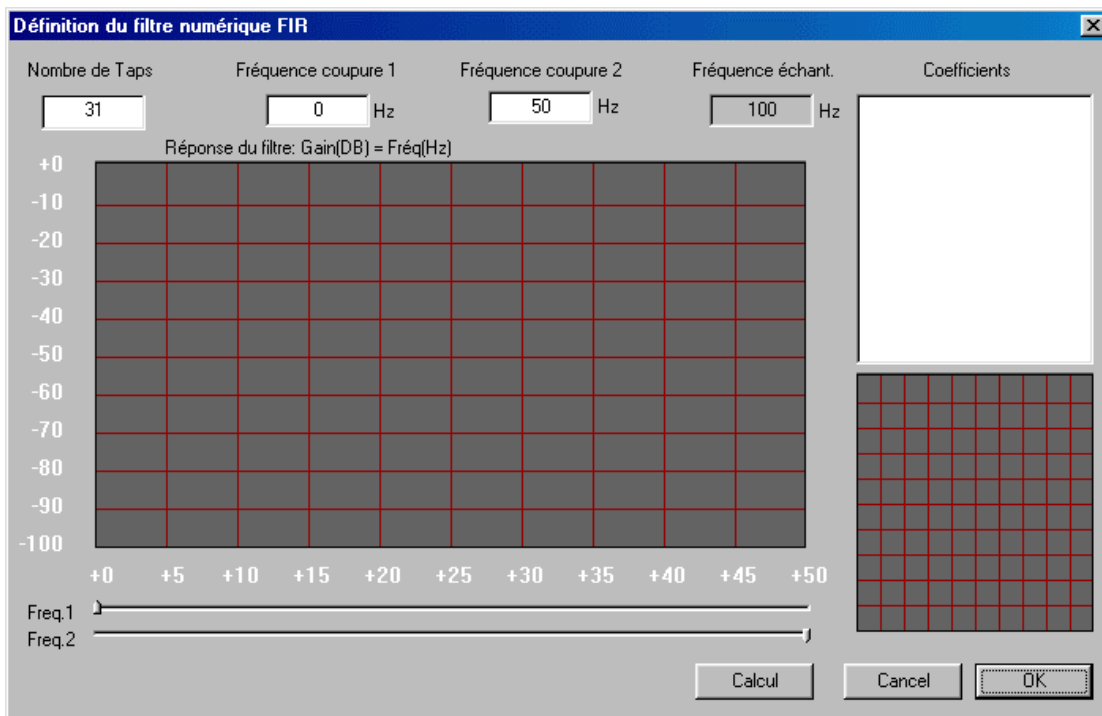 Définition du filtre numérique FIR
Nombre de Taps Fréquence coupure 1 Fréquence coupure 2 Fréquence échant. Coefficients
31 0 Hz 50 Hz 100 Hz
Réponse du filtre: Gain(DB) = Fréq(Hz)
+0
-10
-20
-30
-40
-50
-60
-70
-80
-90
-100
+0 +5 +10 +15 +20 +25 +30 +35 +40 +45 +50
Freq.1
Freq.2
Calcul Cancel OK